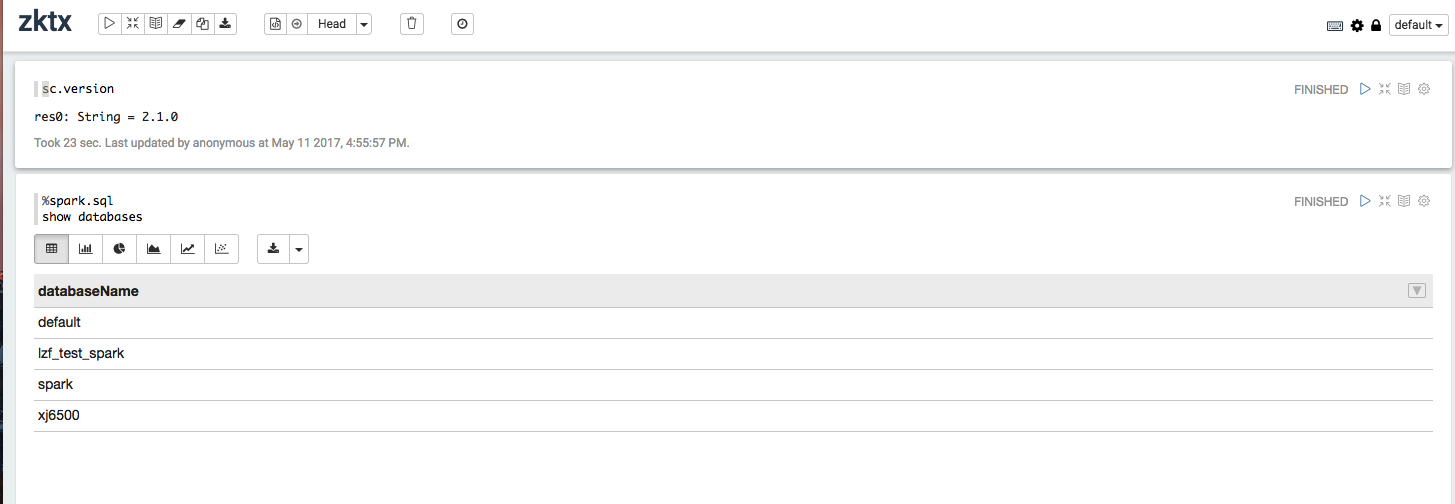 zktx
Head
default
sc.version
FINISHED
res0: String = 2.1.0
Took 23 sec. Last updated by anonymous at May 11 2017, 4:55:57 PM.
%spark.sql
FINISHED
show databases
databaseName
default
lzf_test_spark
spark
xj6500